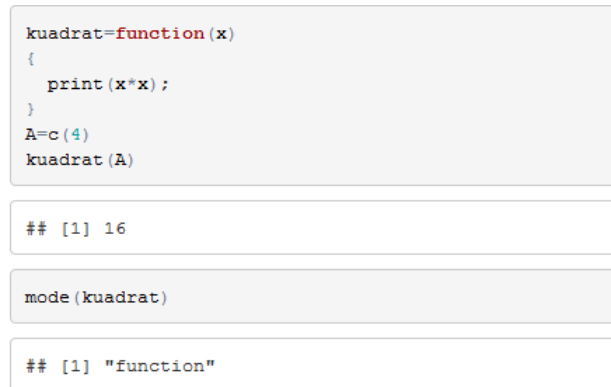 kuadrat=function(x)
{
  print(x*x);
}
A=c(4)
kuadrat(A)
## [1] 16
mode(kuadrat)
## [1] "function"